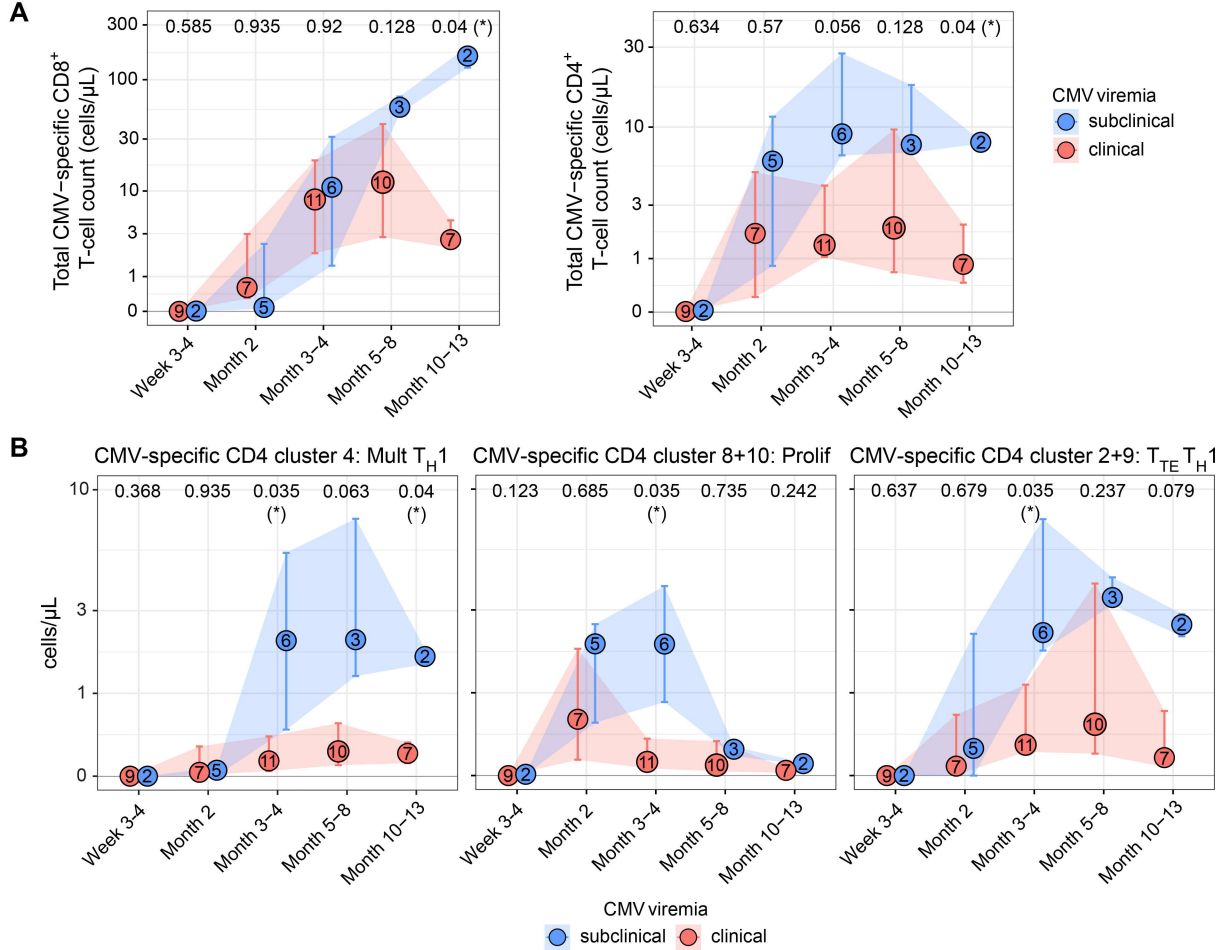 A
Total CMV−specific CD8+
T−cell count (cells/μL)
300
100
30
10
3
1
0
0.585 0.935 0.92 0.128 0.04 (*)
9 2 7 5 11 6 10 3 7 2
Week 3-4
Month 2
Month 3−4
Month 5−8
Month 10−13
Total CMV−specific CD4+
T−cell count (cells/μL)
30
10
3
1
0
0.634 0.57 0.056 0.128 0.04 (*)
9 2 7 5 11 6 10 3 7 2
Week 3-4
Month 2
Month 3−4
Month 5−8
Month 10−13
CMV viremia
subclinical
clinical
B
cells/μL
10
3
1
0
CMV-specific CD4 cluster 4: Mult TH1
0.368 0.935 0.035 0.063 0.04
(*) (*)
9 2 7 5 11 6 10 3 7 2
Week 3-4
Month 2
Month 3−4
Month 5−8
Month 10−13
CMV-specific CD4 cluster 8+10: Prolif
0.123 0.685 0.035 0.735 0.242
(*)
9 2 7 5 11 6 10 3 7 2
Week 3-4
Month 2
Month 3−4
Month 5−8
Month 10−13
CMV-specific CD4 cluster 2+9: TTE TH1
0.637 0.679 0.035 0.237 0.079
(*)
9 2 7 5 11 6 10 3 7 2
Week 3-4
Month 2
Month 3−4
Month 5−8
Month 10−13
CMV viremia
subclinical clinical